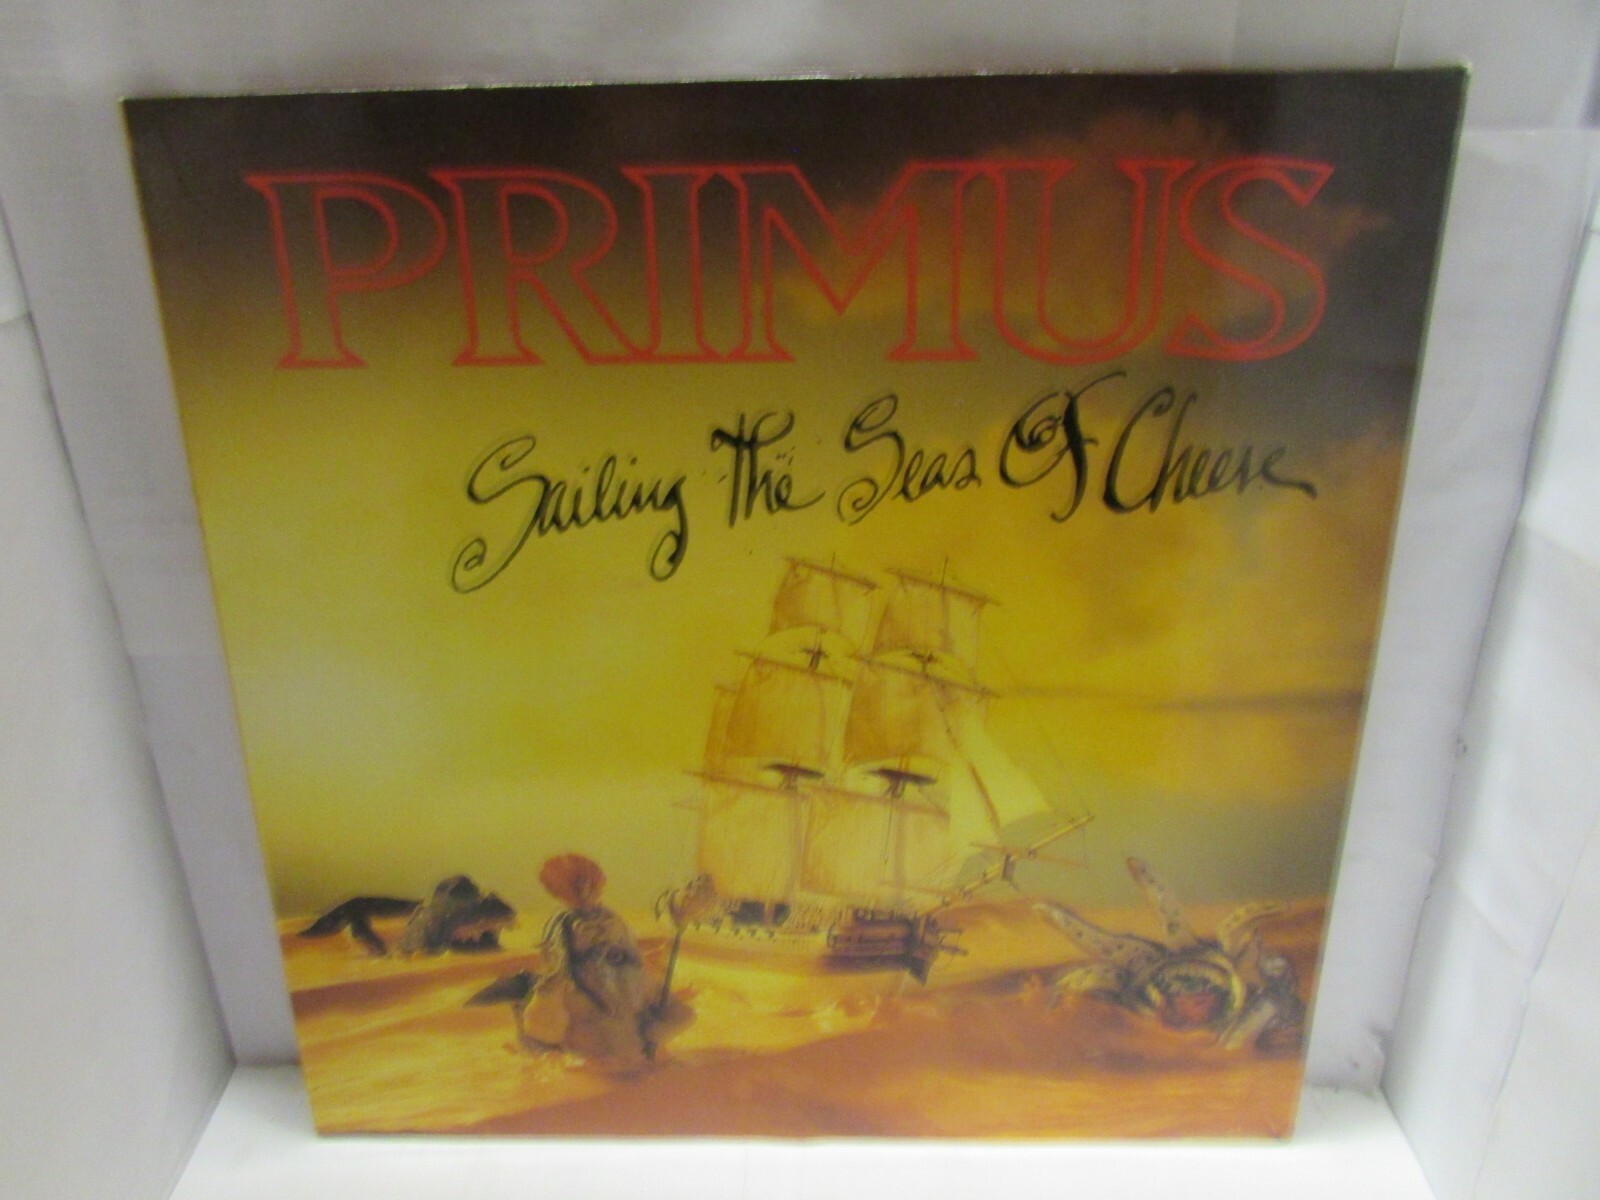 PRIMUS
Sailing The Seas Of Cheese